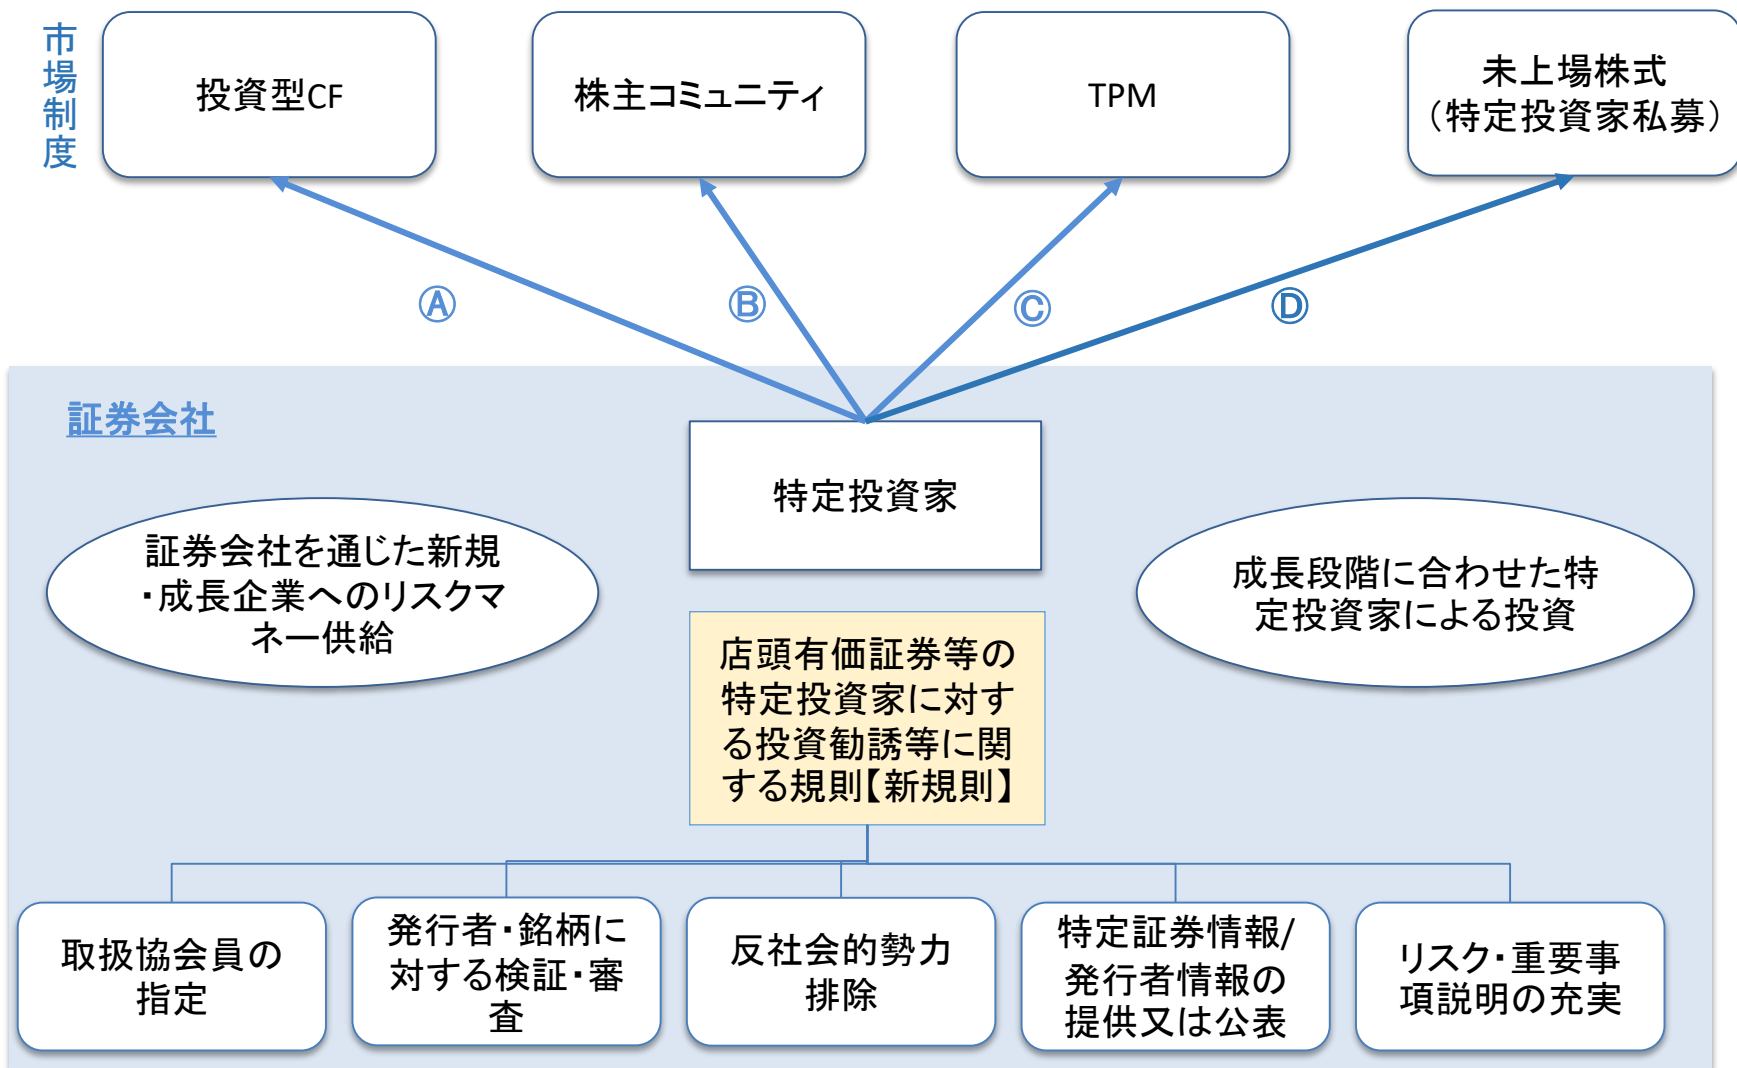 市場制度
投資型CF
株主コミュニティ
TPM
未上場株式
（特定投資家私募）
Ⓐ
Ⓑ
Ⓒ
Ⓓ
証券会社
特定投資家
証券会社を通じた新規
・成長企業へのリスクマ
ネー供給
成長段階に合わせた特
定投資家による投資
店頭有価証券等の
特定投資家に対す
る投資勧誘等に関
する規則【新規則】
取扱協会員の
指定
発行者・銘柄に
対する検証・審
査
反社会的勢力
排除
特定証券情報/
発行者情報の
提供又は公表
リスク・重要事
項説明の充実